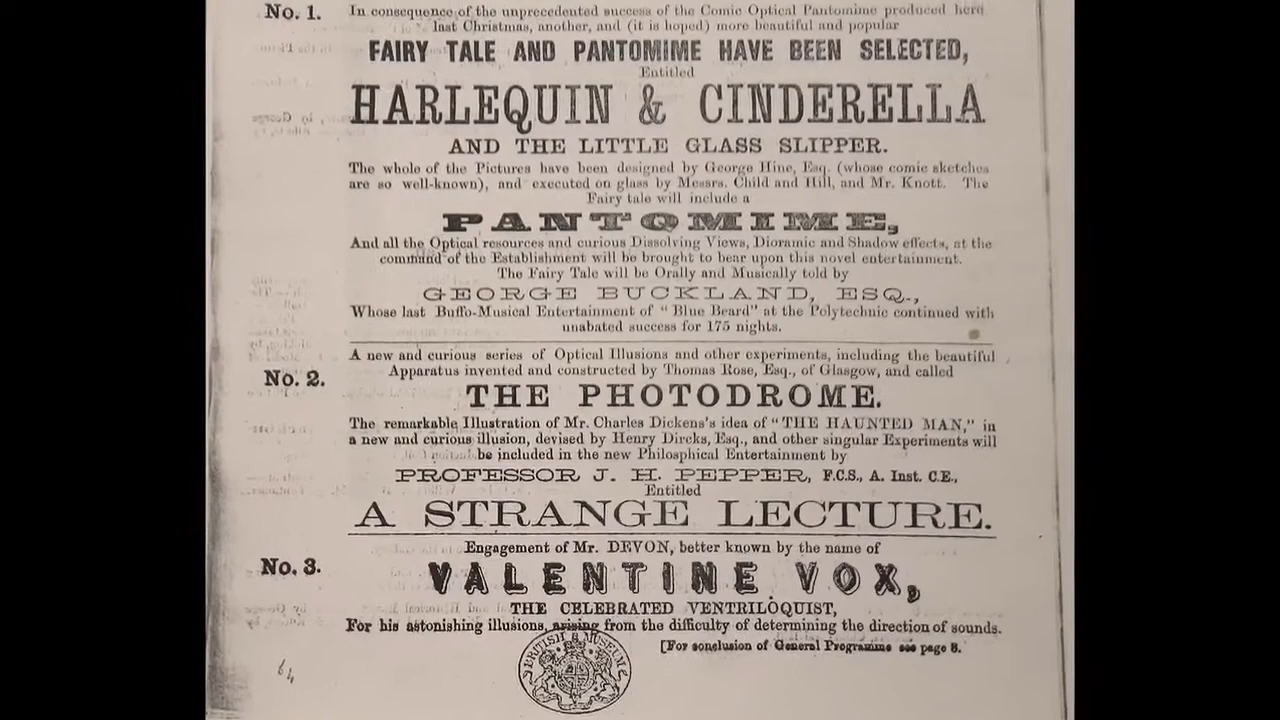 No. 1.
In consequence of the unprecedented success of the Comic Optical Pantomime produced here
last Christmas, another, and (it is hoped) more beautiful and popular
FAIRY TALE AND PANTOMIME HAVE BEEN SELECTED,
Entitled
HARLEQUIN & CINDERELLA
AND THE LITTLE GLASS SLIPPER.
The whole of the Pictures have been designed by George Hine, Esq. (whose comic sketches
are so well-known), and executed on glass by Messrs. Child and Hill, and Mr. Knott. The
Fairy tale will include a
PANTOMIME,
And all the Optical resources and curious Dissolving Views, Dioramic and Shadow effects, at the
command of the Establishment will be brought to bear upon this novel entertainment.
The Fairy Tale will be Orally and Musically told by
GEORGE BUCKLAND, ESQ.,
Whose last Buffo-Musical Entertainment of "Blue Beard" at the Polytechnic continued with
unabated success for 175 nights.
No. 2.
A new and curious series of Optical Illusions and other experiments, including the beautiful
Apparatus invented and constructed by Thomas Rose, Esq., of Glasgow, and called
THE PHOTODROME.
The remarkable Illustration of Mr. Charles Dickens's idea of "THE HAUNTED MAN," in
a new and curious illusion, devised by Henry Dircks, Esq., and other singular Experiments will
be included in the new Philosphical Entertainment by
PROFESSOR J. H. PEPPER, F.C.S., A. Inst. C.E.,
Entitled
A STRANGE LECTURE.
No. 3.
Engagement of Mr. DEVON, better known by the name of
VALENTINE VOX,
THE CELEBRATED VENTRILOQUIST,
For his astonishing illusions, arising from the difficulty of determining the direction of sounds.
[For conclusion of General Programme see page 8.
BRITISH MUSEUM
64